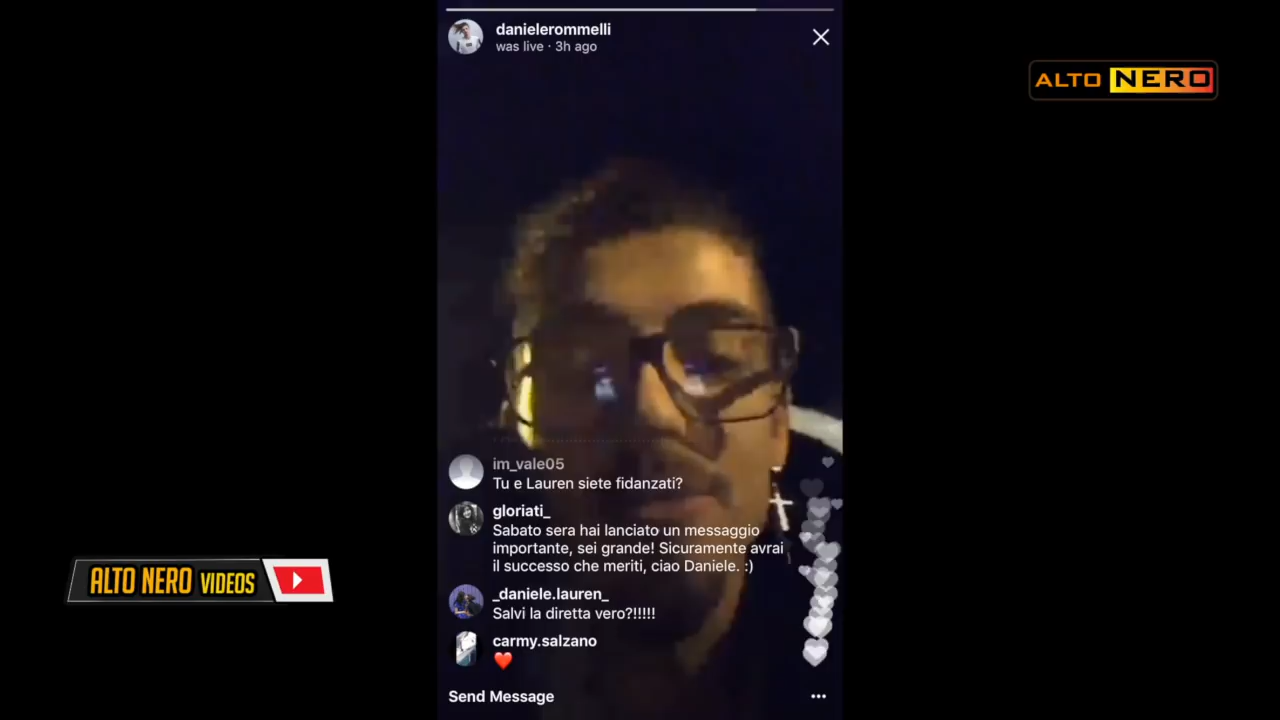 danielerommelli
was live · 3h ago
ALTO NERO
im_vale05
Tu e Lauren siete fidanzati?
gloriati_
Sabato sera hai lanciato un messaggio
importante, sei grande! Sicuramente avrai
il successo che meriti, ciao Daniele. :)
ALTO NERO VIDEOS
_daniele.lauren_
Salvi la diretta vero?!!!!!
carmy.salzano
❤️
Send Message